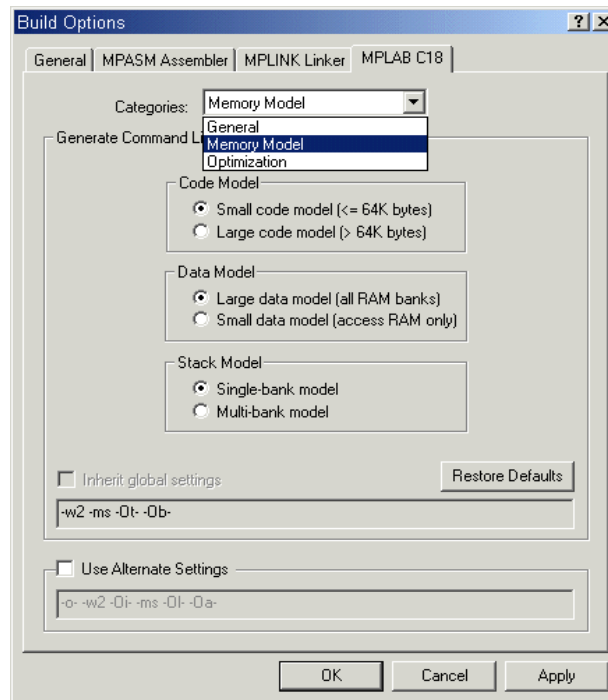 Build Options
General MPASM Assembler MPLINK Linker MPLAB C18
Categories: Memory Model
General
Generate Command Li
Memory Model
Optimization
Code Model
Small code model (<= 64K bytes)
Large code model (> 64K bytes)
Data Model
Large data model (all RAM banks)
Small data model (access RAM only)
Stack Model
Single-bank model
Multi-bank model
Inherit global settings
Restore Defaults
-w2 -ms -Ot- -Ob-
Use Alternate Settings
-o- -w2 -Oi- -ms -Ol- -Oa-
OK Cancel Apply